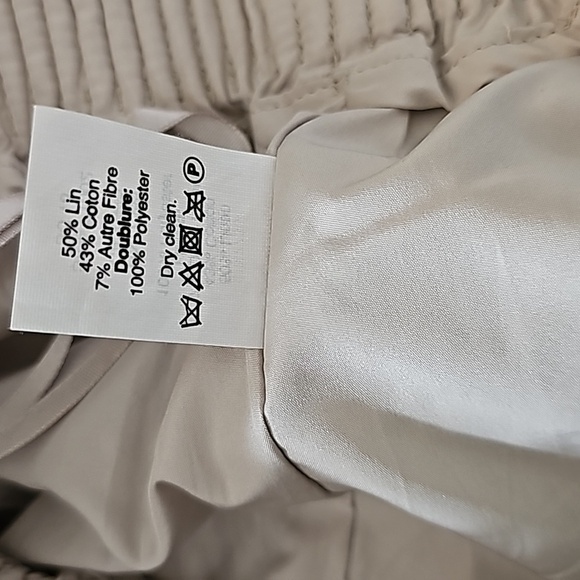 50% Lin
43% Coton
7% Autre Fibre
Doublure:
100% Polyester
Dry clean.
P